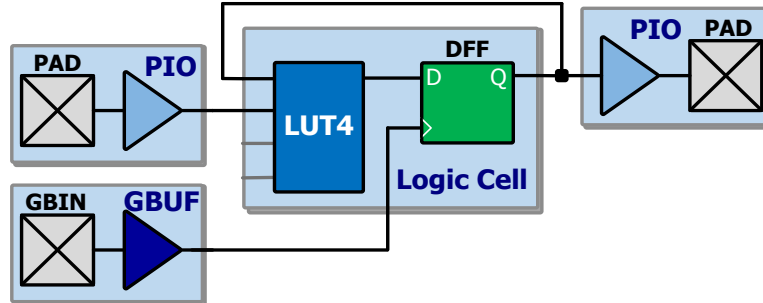 PAD
PIO
LUT4
DFF
D
Q
Logic Cell
PIO
PAD
GBIN
GBUF